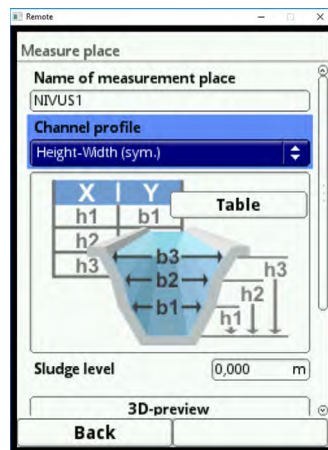 Remote
Measure place
Name of measurement place
NIVUS1
Channel profile
Height-Width (sym.)
X Y
h1 b1
Table
h2
h3
b3
b2
b1
h3
h2
h1
Sludge level 0,000 m
3D-preview
Back